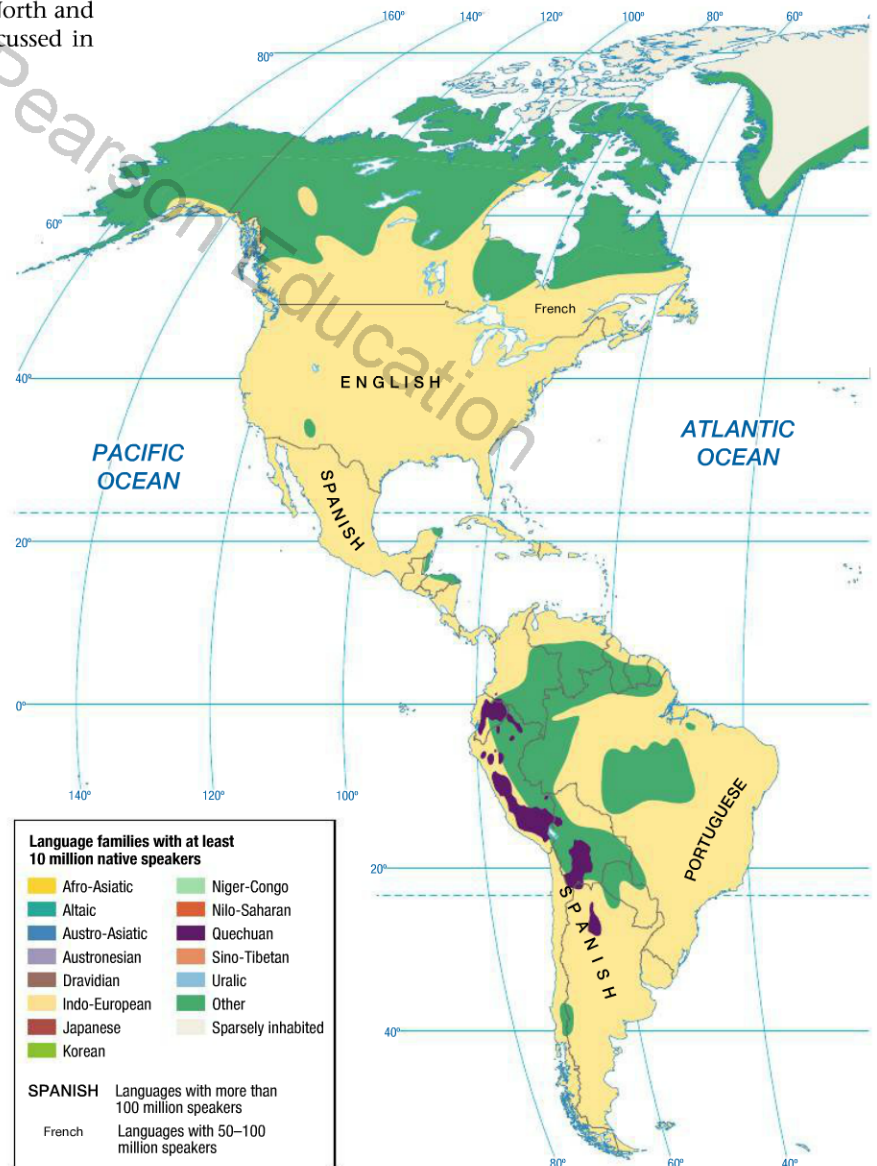 North and
cussed in
Pearson Education
160° 140° 120° 100° 80° 60°
80°
60°
40°
ENGLISH
French
PACIFIC
OCEAN
ATLANTIC
OCEAN
SPANISH
20°
0°
140° 120° 100°
PORTUGUESE
20°
SPANISH
40°
80° 60° 40°
Language families with at least
10 million native speakers
Afro-Asiatic
Altaic
Austro-Asiatic
Austronesian
Dravidian
Indo-European
Japanese
Korean
Niger-Congo
Nilo-Saharan
Quechuan
Sino-Tibetan
Uralic
Other
Sparsely inhabited
SPANISH Languages with more than
100 million speakers
French Languages with 50–100
million speakers